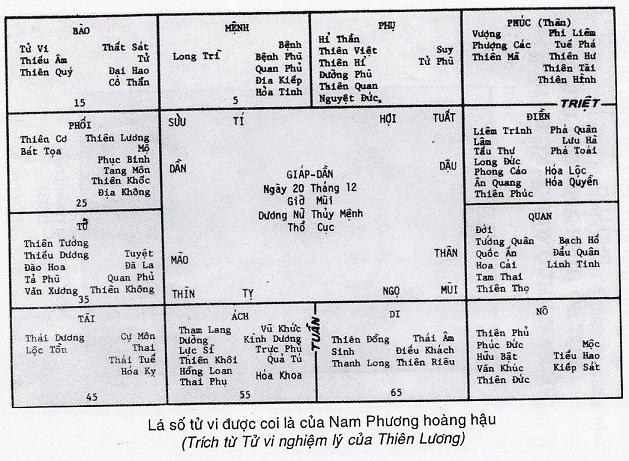 BÀO
Tử Vi Thất Sát
Thiếu Âm Tử
Thiên Quý Đại Hao
Cô Thần
15
MỆNH
Bệnh
Long Trì Bệnh Phù
Quan Phủ
Địa Kiếp
Hỏa Tinh
5
PHỤ
Hỉ Thần
Thiên Việt Suy
Thiên Hỉ Tử Phù
Đường Phù
Thiên Quan
Nguyệt Đức
PHÚC (Thân)
Vượng Phi Liêm
Phượng Các Tuế Phá
Thiên Mã Thiên Hư
Thiên Tài
Thiên Hình
TRIỆT
PHỐI
Thiên Cơ Thiên Lương
Bát Tọa Mộ
Phục Binh
Tang Môn
Thiên Khốc
Địa Không
25
SỬU TÍ HỢI TUẤT
DẦN DẬU
GIÁP-DẦN
Ngày 20 Tháng 12
Giờ Mùi
Dương Nữ Thủy Mệnh
Thổ Cục
MÃO THÂN
THÌN TỴ NGỌ MÙI
ĐIỀN
Liêm Trinh Phá Quân
Lâm Lưu Hà
Tấu Thư Phá Toái
Long Đức
Phong Cáo Hóa Lộc
Ân Quang Hóa Quyền
Thiên Phúc
TỬ
Thiên Tướng
Thiếu Dương Tuyệt
Đào Hoa Đà La
Tả Phù Quan Phủ
Văn Xương Thiên Không
35
QUAN
Đới
Tướng Quân Bạch Hổ
Quốc Ấn Đẩu Quân
Hoa Cái Linh Tinh
Tam Thai
Thiên Thọ
TÀI
Thái Dương Cự Môn
Lộc Tồn Thai
Thái Tuế
Hóa Kỵ
45
ÁCH
Tham Lang Vũ Khúc
Dưỡng Kình Dương
Lực Sĩ Trực Phù
Thiên Khôi Quả Tú
Hồng Loan
Thai Phụ Hóa Khoa
55
TUẦN
DI
Thiên Đồng Thái Âm
Sinh Điếu Khách
Thanh Long Thiên Riêu
65
NÔ
Thiên Phủ
Phúc Đức Mộc
Hữu Bật Tiểu Hao
Văn Khúc Kiếp Sát
Thiên Đức
Lá số tử vi được coi là của Nam Phương hoàng hậu
(Trích từ Tử vi nghiệm lý của Thiên Lương)